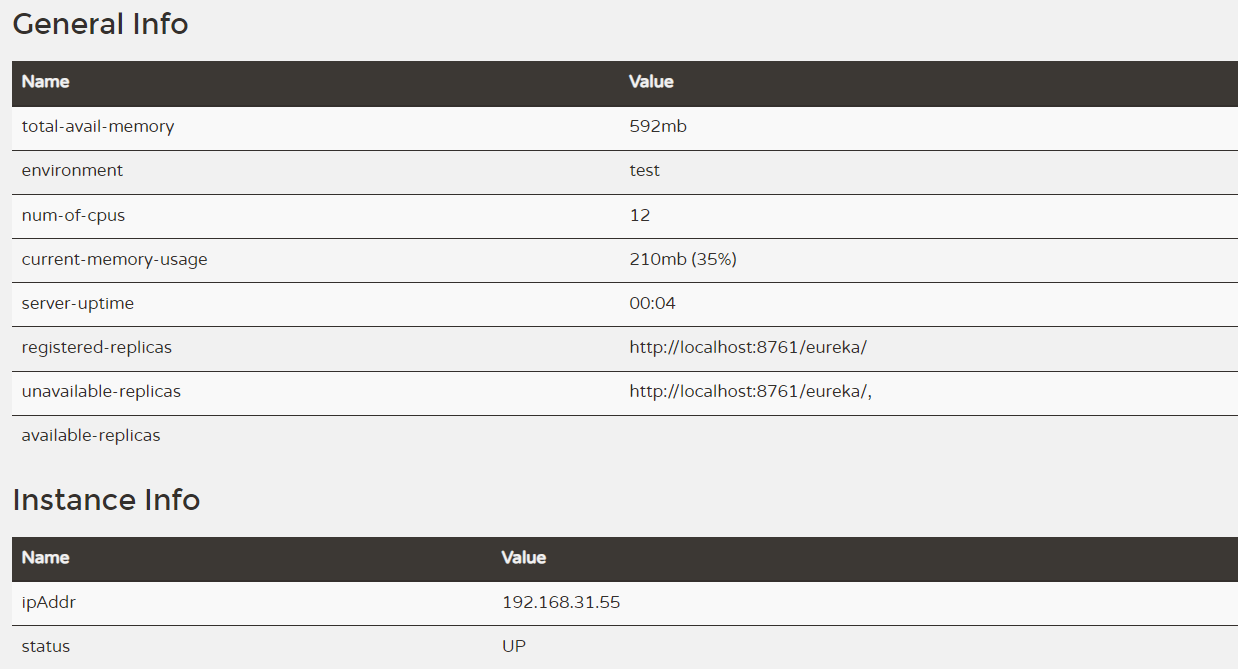 General Info
Name Value
total-avail-memory 592mb
environment test
num-of-cpus 12
current-memory-usage 210mb (35%)
server-uptime 00:04
registered-replicas http://localhost:8761/eureka/
unavailable-replicas http://localhost:8761/eureka/,
available-replicas
Instance Info
Name Value
ipAddr 192.168.31.55
status UP